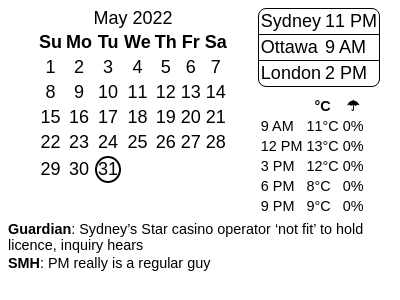 May 2022
Su Mo Tu We Th Fr Sa
1 2 3 4 5 6 7
8 9 10 11 12 13 14
15 16 17 18 19 20 21
22 23 24 25 26 27 28
29 30 31
Sydney 11 PM
Ottawa 9 AM
London 2 PM
°C ☂
9 AM 11°C 0%
12 PM 13°C 0%
3 PM 12°C 0%
6 PM 8°C 0%
9 PM 9°C 0%
Guardian: Sydney’s Star casino operator ‘not fit’ to hold
licence, inquiry hears
SMH: PM really is a regular guy